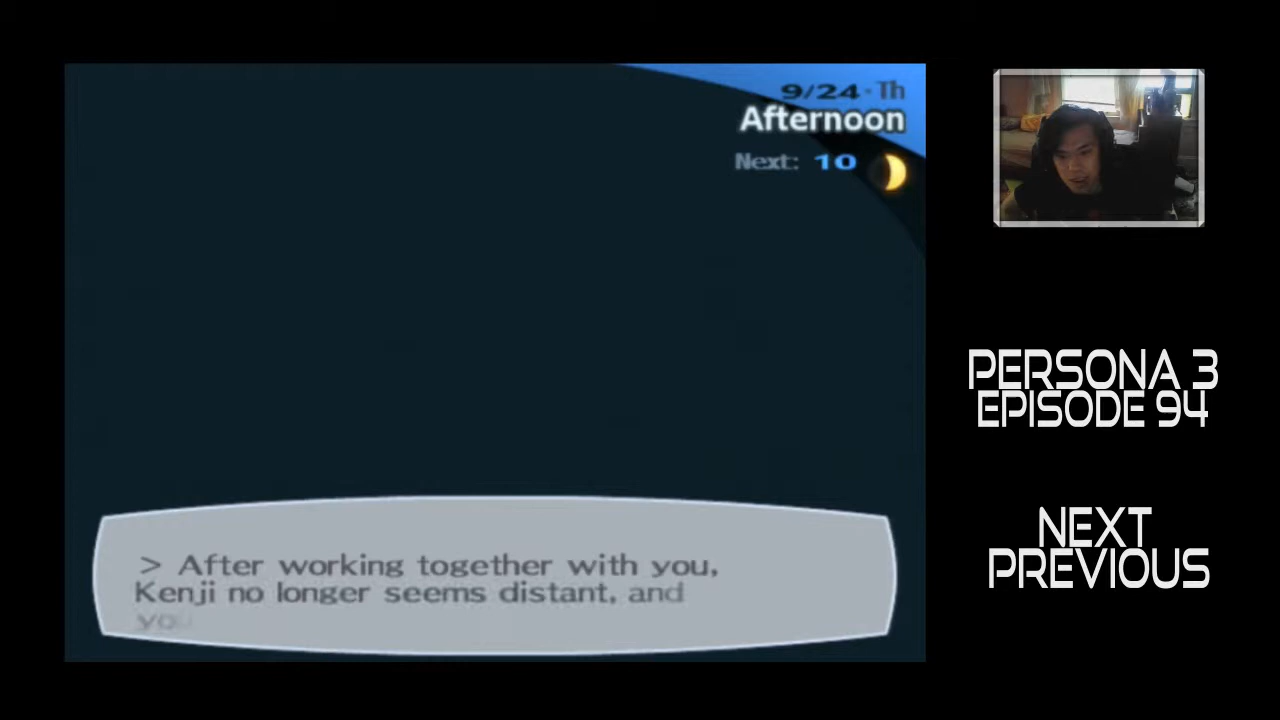 9/24・Th
Afternoon
Next: 10
> After working together with you,
Kenji no longer seems distant, and
PERSONA 3
EPISODE 94
NEXT
PREVIOUS